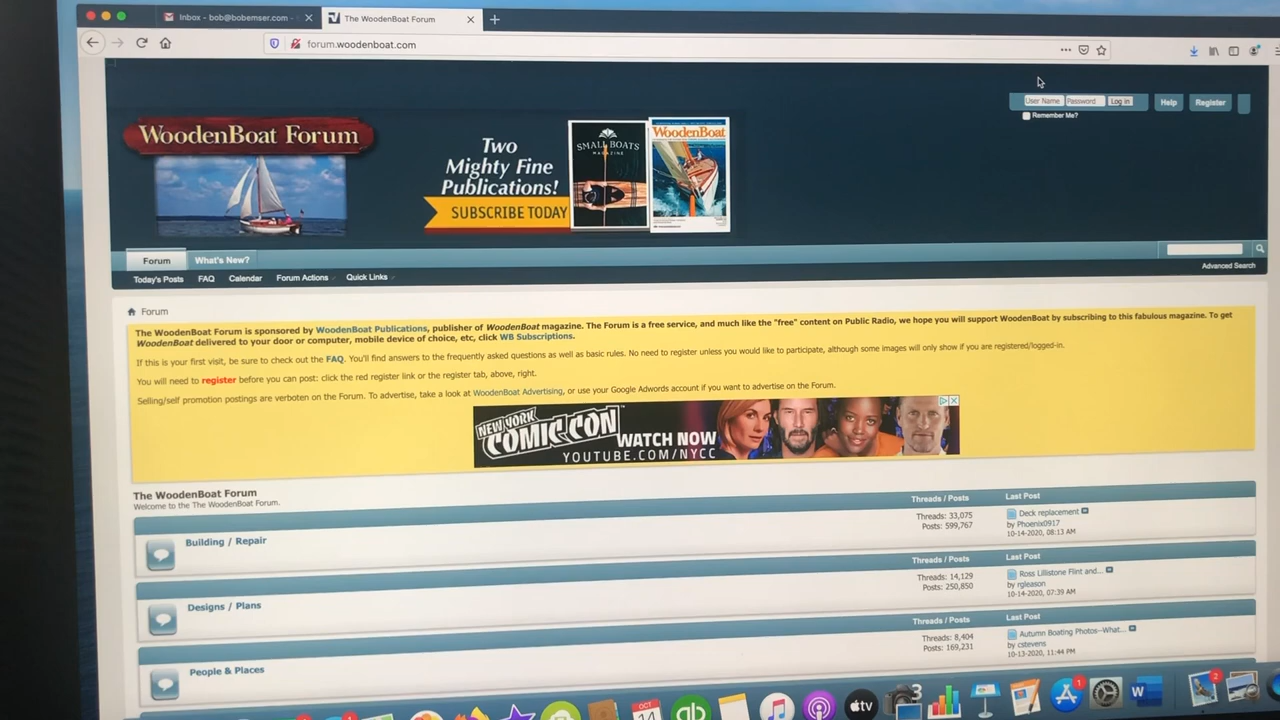 Inbox - bob@bobemser.com -
The WoodenBoat Forum
forum.woodenboat.com
User Name
Password
Log in
Help
Register
Remember Me?
WoodenBoat Forum
Two
Mighty Fine
Publications!
SUBSCRIBE TODAY
SMALL BOATS
WoodenBoat
Forum
What's New?
Today's Posts
FAQ
Calendar
Forum Actions
Quick Links
Advanced Search
Forum
The WoodenBoat Forum is sponsored by WoodenBoat Publications, publisher of WoodenBoat magazine. The Forum is a free service, and much like the "free" content on Public Radio, we hope you will support WoodenBoat by subscribing to this fabulous magazine. To get
WoodenBoat delivered to your door or computer, mobile device of choice, etc, click WB Subscriptions.
If this is your first visit, be sure to check out the FAQ. You'll find answers to the frequently asked questions as well as basic rules. No need to register unless you would like to participate, although some images will only show if you are registered/logged-in.
You will need to register before you can post: click the red register link or the register tab, above, right.
Selling/self promotion postings are verboten on the Forum. To advertise, take a look at WoodenBoat Advertising, or use your Google Adwords account if you want to advertise on the Forum.
NEW YORK
COMIC CON
WATCH NOW
YOUTUBE.COM/NYCC
The WoodenBoat Forum
Welcome to the The WoodenBoat Forum.
Threads / Posts
Last Post
Building / Repair
Threads: 33,075
Posts: 599,767
Deck replacement
by Phoenix0917
10-14-2020, 08:13 AM
Threads / Posts
Last Post
Designs / Plans
Threads: 14,129
Posts: 250,850
Ross Lillistone Flint and...
by rgleason
10-14-2020, 07:39 AM
Threads / Posts
Last Post
People & Places
Threads: 8,404
Posts: 169,231
Autumn Boating Photos--What...
by cstevens
10-13-2020, 11:44 PM
OCT
14
qb
tv
3
1
W
2